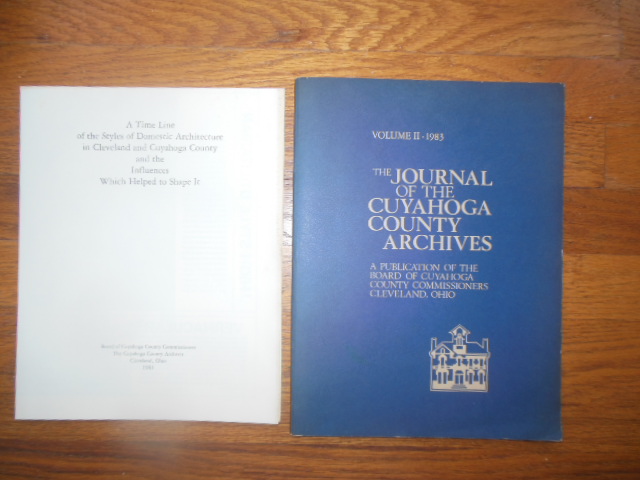 A Time Line
of the Styles of Domestic Architecture
in Cleveland and Cuyahoga County
and the
Influences
Which Helped to Shape It
Board of Cuyahoga County Commissioners
The Cuyahoga County Archives
Cleveland, Ohio
VOLUME II - 1983
THE JOURNAL
OF THE
CUYAHOGA
COUNTY
ARCHIVES
A PUBLICATION OF THE
BOARD OF CUYAHOGA
COUNTY COMMISSIONERS
CLEVELAND, OHIO